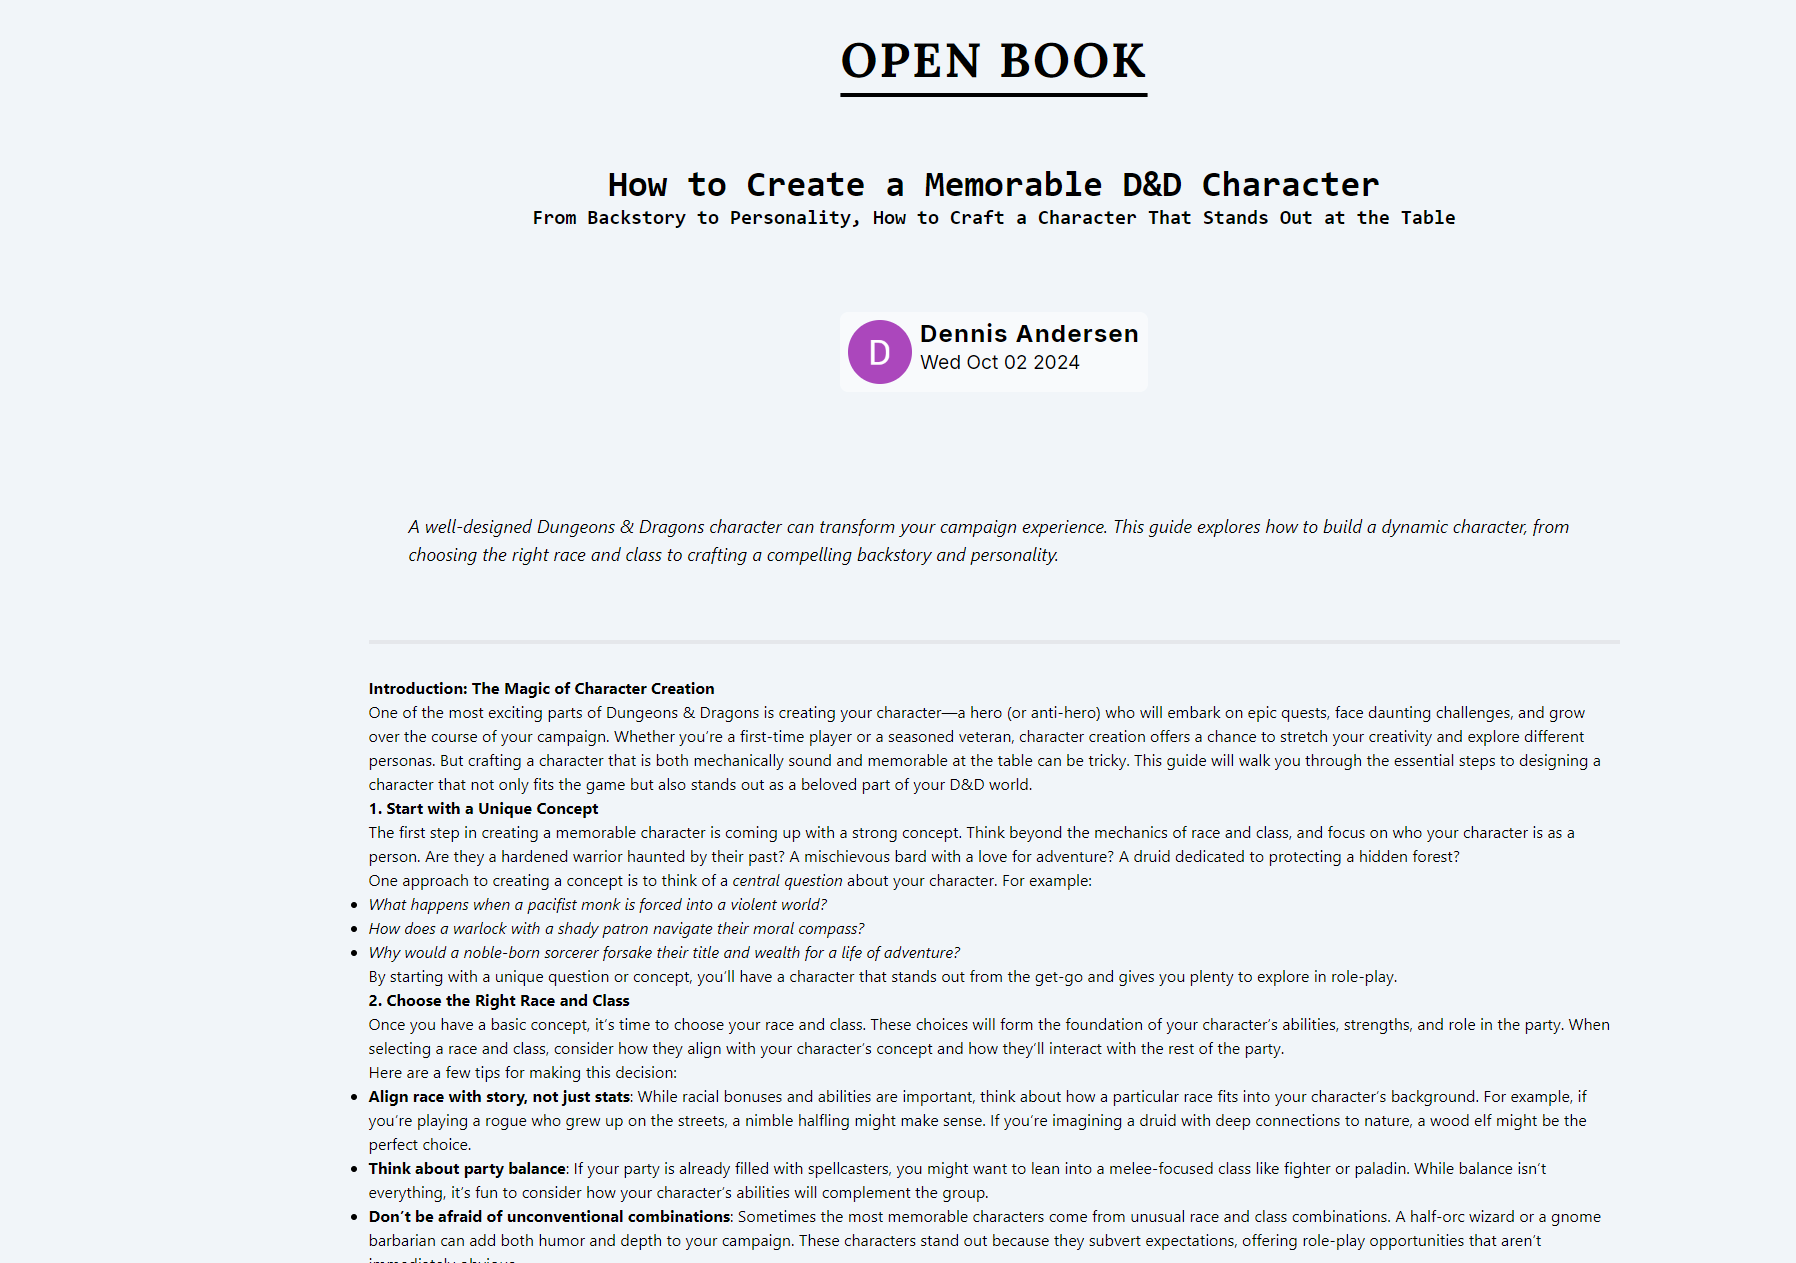 OPEN BOOK
How to Create a Memorable D&D Character
From Backstory to Personality, How to Craft a Character That Stands Out at the Table
D
Dennis Andersen
Wed Oct 02 2024
A well-designed Dungeons & Dragons character can transform your campaign experience. This guide explores how to build a dynamic character, from
choosing the right race and class to crafting a compelling backstory and personality.
Introduction: The Magic of Character Creation
One of the most exciting parts of Dungeons & Dragons is creating your character—a hero (or anti-hero) who will embark on epic quests, face daunting challenges, and grow
over the course of your campaign. Whether you're a first-time player or a seasoned veteran, character creation offers a chance to stretch your creativity and explore different
personas. But crafting a character that is both mechanically sound and memorable at the table can be tricky. This guide will walk you through the essential steps to designing a
character that not only fits the game but also stands out as a beloved part of your D&D world.
1. Start with a Unique Concept
The first step in creating a memorable character is coming up with a strong concept. Think beyond the mechanics of race and class, and focus on who your character is as a
person. Are they a hardened warrior haunted by their past? A mischievous bard with a love for adventure? A druid dedicated to protecting a hidden forest?
One approach to creating a concept is to think of a central question about your character. For example:
• What happens when a pacifist monk is forced into a violent world?
• How does a warlock with a shady patron navigate their moral compass?
• Why would a noble-born sorcerer forsake their title and wealth for a life of adventure?
By starting with a unique question or concept, you'll have a character that stands out from the get-go and gives you plenty to explore in role-play.
2. Choose the Right Race and Class
Once you have a basic concept, it's time to choose your race and class. These choices will form the foundation of your character's abilities, strengths, and role in the party. When
selecting a race and class, consider how they align with your character's concept and how they'll interact with the rest of the party.
Here are a few tips for making this decision:
• Align race with story, not just stats: While racial bonuses and abilities are important, think about how a particular race fits into your character's background. For example, if
you're playing a rogue who grew up on the streets, a nimble halfling might make sense. If you're imagining a druid with deep connections to nature, a wood elf might be the
perfect choice.
• Think about party balance: If your party is already filled with spellcasters, you might want to lean into a melee-focused class like fighter or paladin. While balance isn't
everything, it's fun to consider how your character's abilities will complement the group.
• Don't be afraid of unconventional combinations: Sometimes the most memorable characters come from unusual race and class combinations. A half-orc wizard or a gnome
barbarian can add both humor and depth to your campaign. These characters stand out because they subvert expectations, offering role-play opportunities that aren't